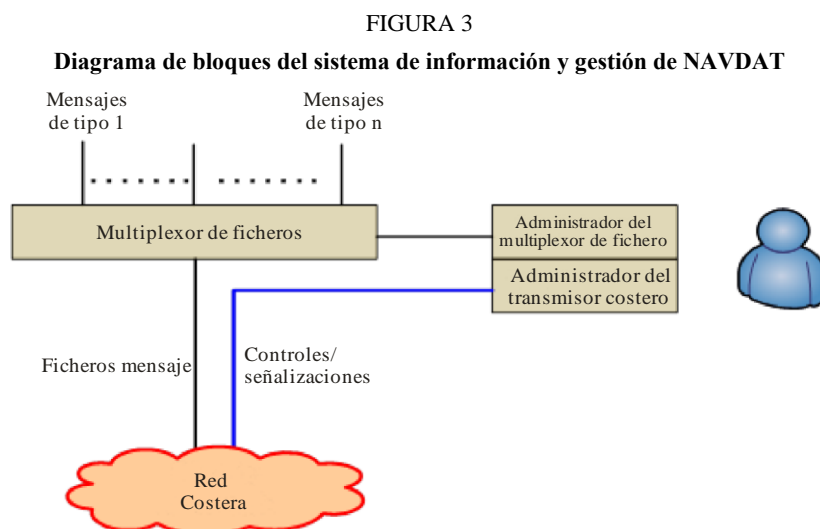 FIGURA 3
Diagrama de bloques del sistema de información y gestión de NAVDAT
Mensajes
de tipo 1
Mensajes
de tipo n
Multiplexor de ficheros
Administrador del
multiplexor de fichero
Administrador del
transmisor costero
Ficheros mensaje
Controles/
señalizaciones
Red
Costera